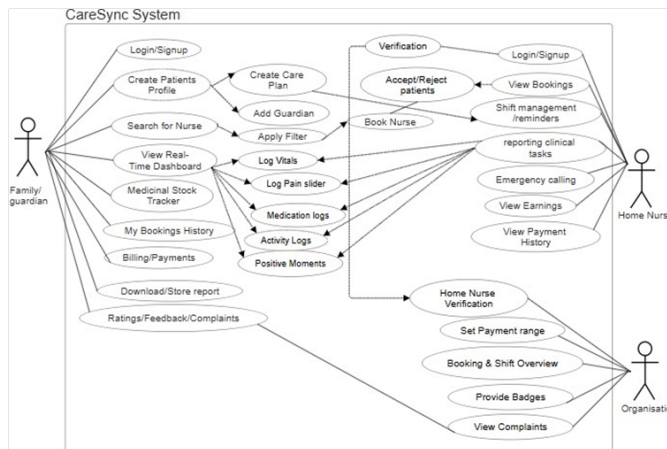 CareSync System
Login/Signup
Create Patients
Profile
Search for Nurse
View Real-
Time Dashboard
Medicinal Stock
Tracker
My Bookings History
Billing/Payments
Download/Store report
Ratings/Feedback/Complaints
Family/
guardian
Create Care
Plan
Add Guardian
Apply Filter
Log Vitals
Log Pain slider
Medication logs
Activity Logs
Positive Moments
Verification
Accept/Reject
patients
Book Nurse
Login/Signup
View Bookings
Shift management
/reminders
reporting clinical
tasks
Emergency calling
View Earnings
View Payment
History
Home Nurs
Home Nurse
Verification
Set Payment range
Booking & Shift Overview
Provide Badges
View Complaints
Organisati